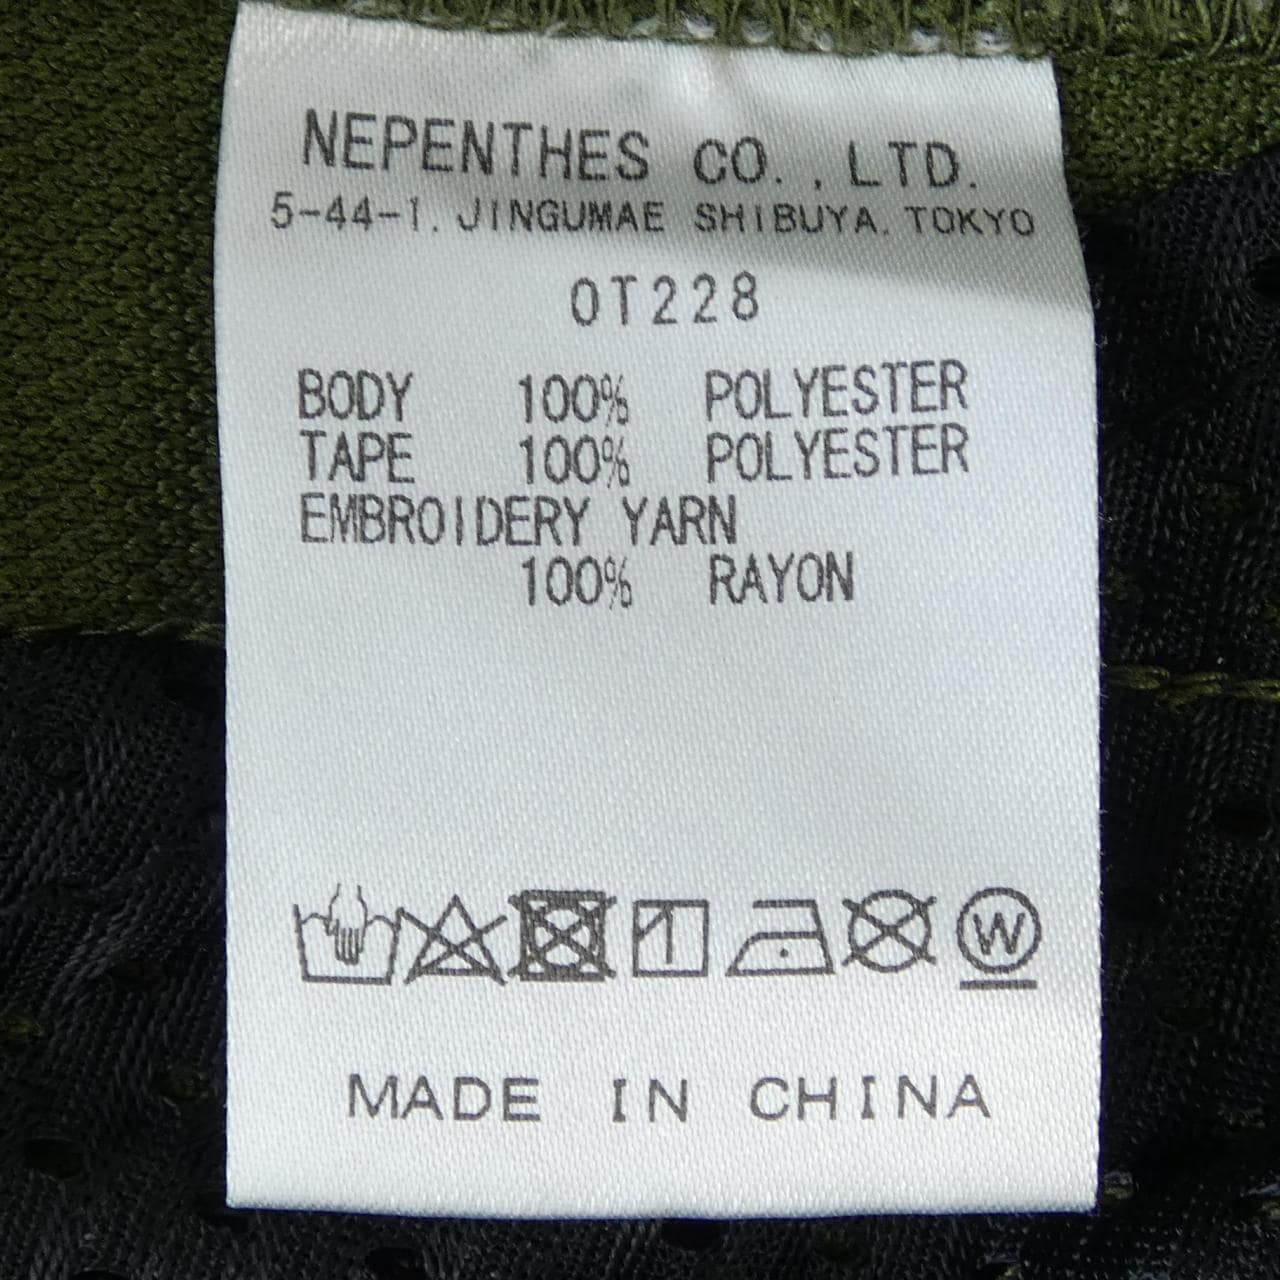 NEPENTHES CO., LTD.
5-44-1. JINGUMAE SHIBUYA. TOKYO
OT228
BODY 100% POLYESTER
TAPE 100% POLYESTER
EMBROIDERY YARN
100% RAYON
W
MADE IN CHINA